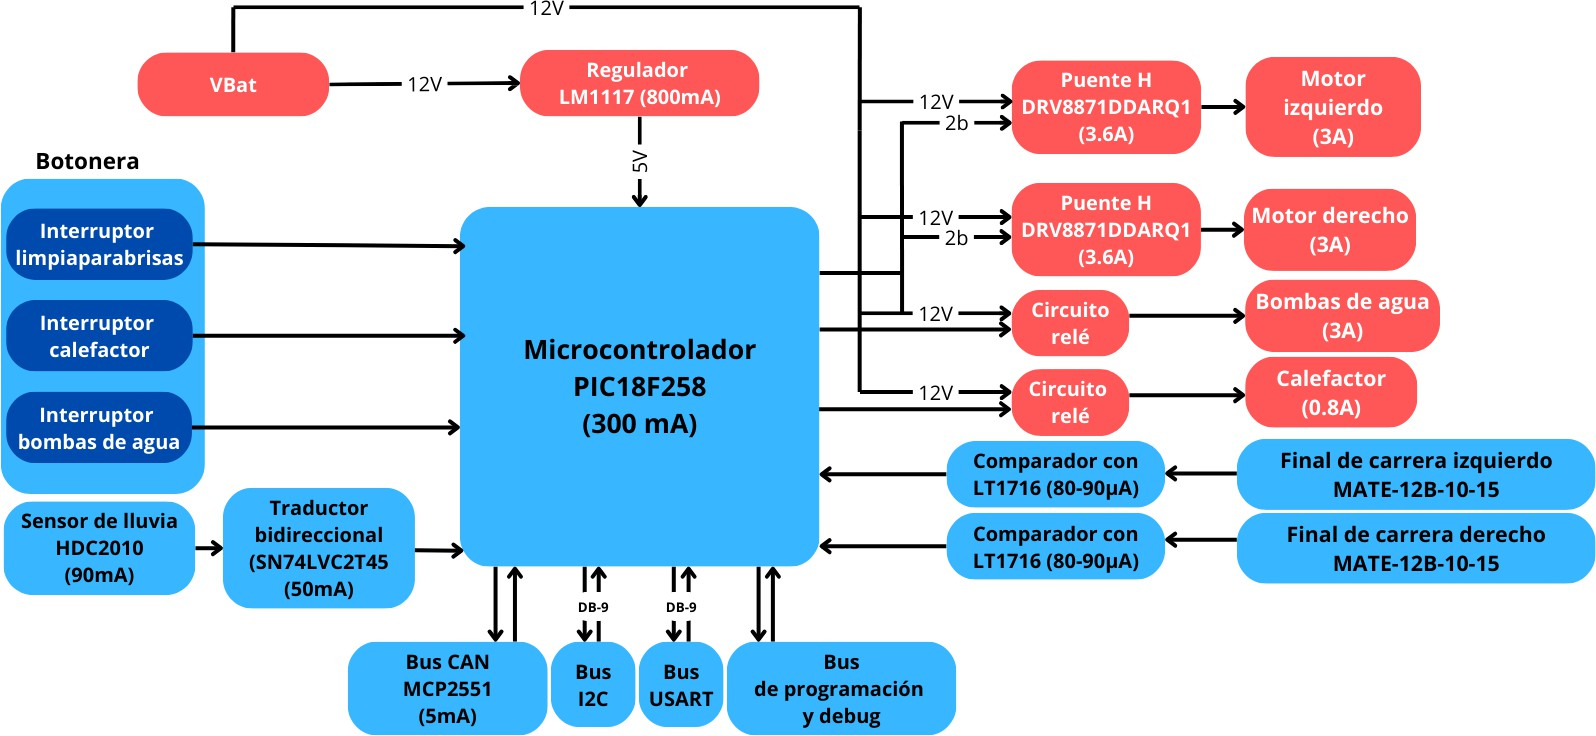 12V
VBat
12V
Regulador
LM1117 (800mA)
5V
Puente H
DRV8871DDARQ1
(3.6A)
12V
2b
Motor
izquierdo
(3A)
Puente H
DRV8871DDARQ1
(3.6A)
12V
2b
Motor derecho
(3A)
12V
Circuito
relé
Bombas de agua
(3A)
12V
Circuito
relé
Calefactor
(0.8A)
Botonera
Interruptor
limpiaparabrisas
Interruptor
calefactor
Interruptor
bombas de agua
Microcontrolador
PIC18F258
(300 mA)
Comparador con
LT1716 (80-90µA)
Final de carrera izquierdo
MATE-12B-10-15
Comparador con
LT1716 (80-90µA)
Final de carrera derecho
MATE-12B-10-15
Sensor de lluvia
HDC2010
(90mA)
Traductor
bidireccional
(SN74LVC2T45
(50mA)
DB-9
DB-9
Bus CAN
MCP2551
(5mA)
Bus
I2C
Bus
USART
Bus
de programación
y debug